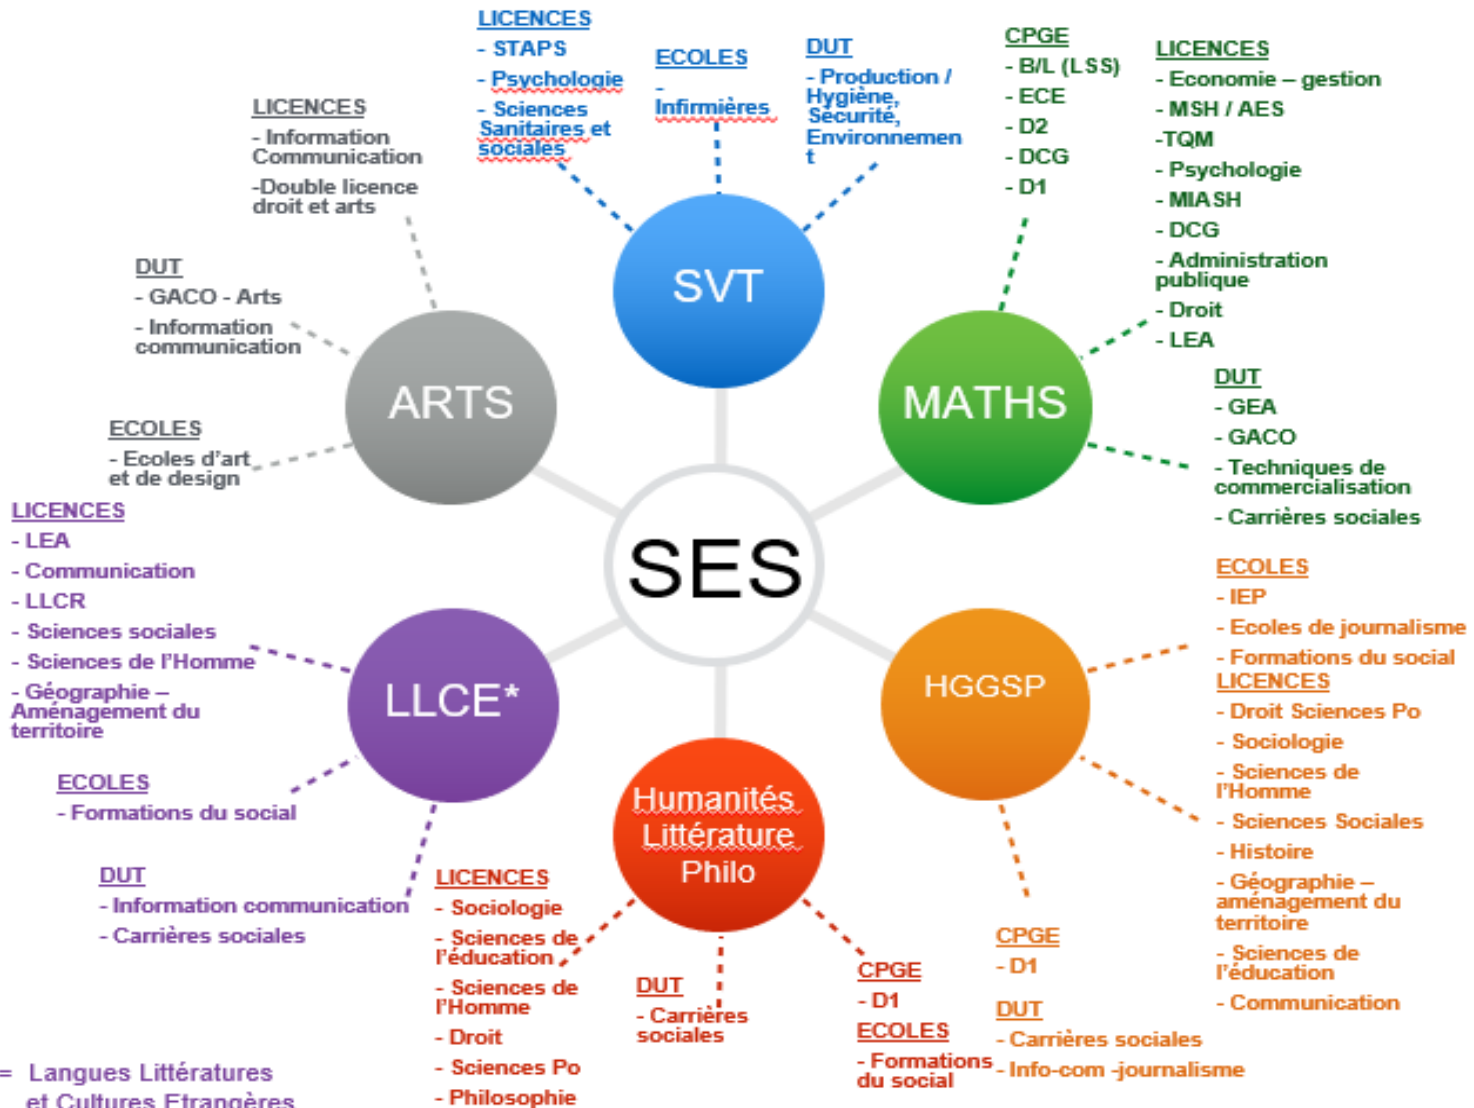 LICENCES
- STAPS
- Psychologie
- Sciences
Sanitaires et
sociales
ECOLES
-
Infirmières
DUT
- Production /
Hygiène,
Sécurité,
Environnemen
t
CPGE
- B/L (LSS)
- ECE
- D2
- DCG
- D1
LICENCES
- Economie – gestion
- MSH / AES
-TQM
- Psychologie
- MIASH
- DCG
- Administration
publique
- Droit
- LEA
LICENCES
- Information
Communication
-Double licence
droit et arts
DUT
- GACO - Arts
- Information
communication
ECOLES
- Ecoles d'art
et de design
SVT
ARTS
MATHS
DUT
- GEA
- GACO
- Techniques de
commercialisation
- Carrières sociales
SES
LICENCES
- LEA
- Communication
- LLCR
- Sciences sociales
- Sciences de l'Homme
- Géographie –
Aménagement du
territoire
ECOLES
- Formations du social
DUT
- Information communication
- Carrières sociales
LLCE*
HGGSP
ECOLES
- IEP
- Ecoles de journalisme
- Formations du social
LICENCES
- Droit Sciences Po
- Sociologie
- Sciences de
l'Homme
- Sciences Sociales
- Histoire
- Géographie –
aménagement du
territoire
- Sciences de
l'éducation
- Communication
Humanités
Littérature
Philo
LICENCES
- Sociologie
- Sciences de
l'éducation
- Sciences de
l'Homme
- Droit
- Sciences Po
- Philosophie
DUT
- Carrières
sociales
CPGE
- D1
ECOLES
- Formations
du social
CPGE
- D1
DUT
- Carrières sociales
- Info-com -journalisme
= Langues Littératures
et Cultures Etrangères